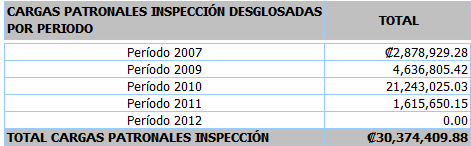 CARGAS PATRONALES INSPECCIÓN DESGLOSADAS POR PERIODO TOTAL
Período 2007 ₡2,878,929.28
Período 2009 4,636,805.42
Período 2010 21,243,025.03
Período 2011 1,615,650.15
Período 2012 0.00
TOTAL CARGAS PATRONALES INSPECCIÓN ₡30,374,409.88